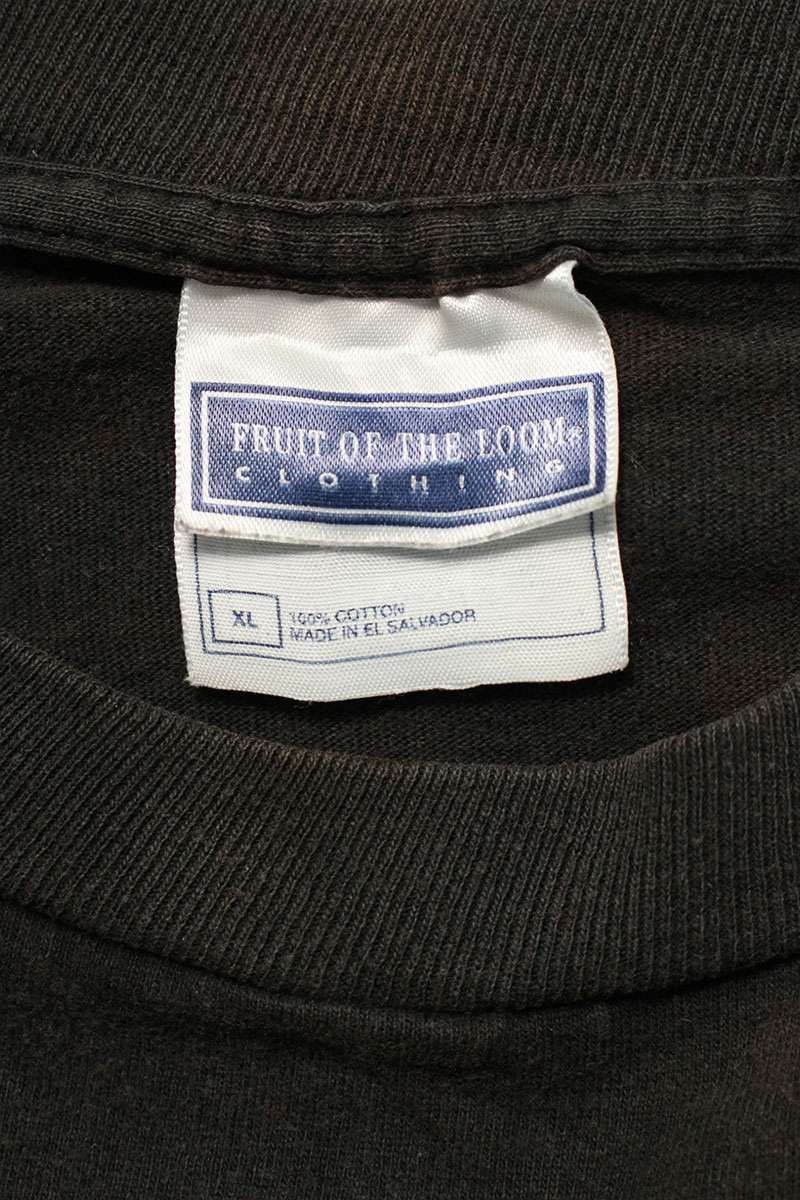 FRUIT OF THE LOOM®
CLOTHING
XL
100% COTTON
MADE IN EL SALVADOR